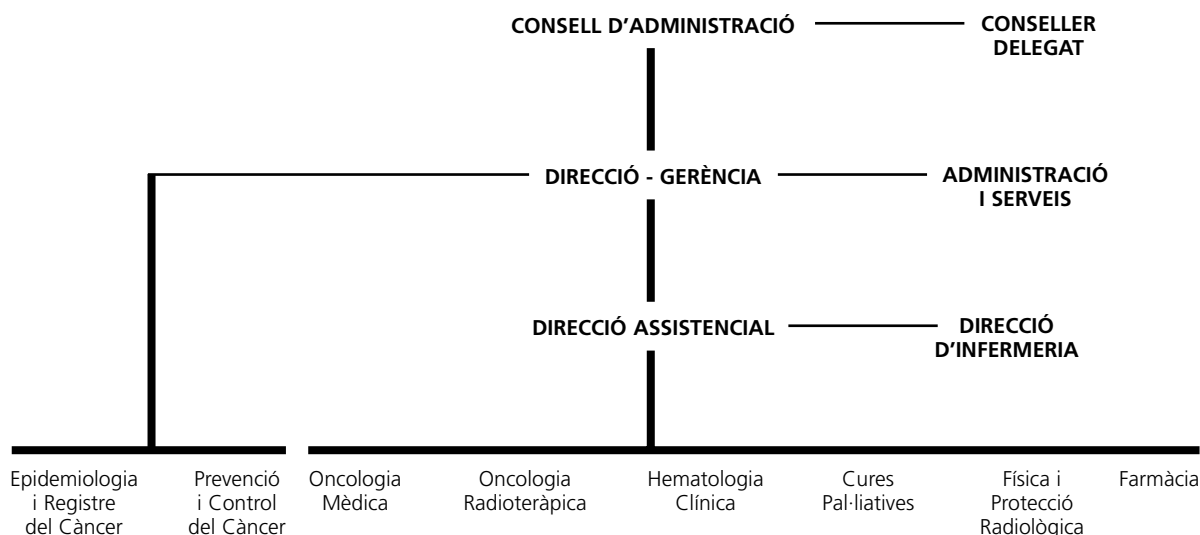 CONSELL D'ADMINISTRACIÓ
CONSELLER
DELEGAT
DIRECCIÓ - GERÈNCIA
ADMINISTRACIÓ
I SERVEIS
DIRECCIÓ ASSISTENCIAL
DIRECCIÓ
D'INFERMERIA
Epidemiologia
i Registre
del Càncer
Prevenció
i Control
del Càncer
Oncologia
Mèdica
Oncologia
Radioteràpica
Hematologia
Clínica
Cures
Pal·liatives
Física i
Protecció
Radiològica
Farmàcia